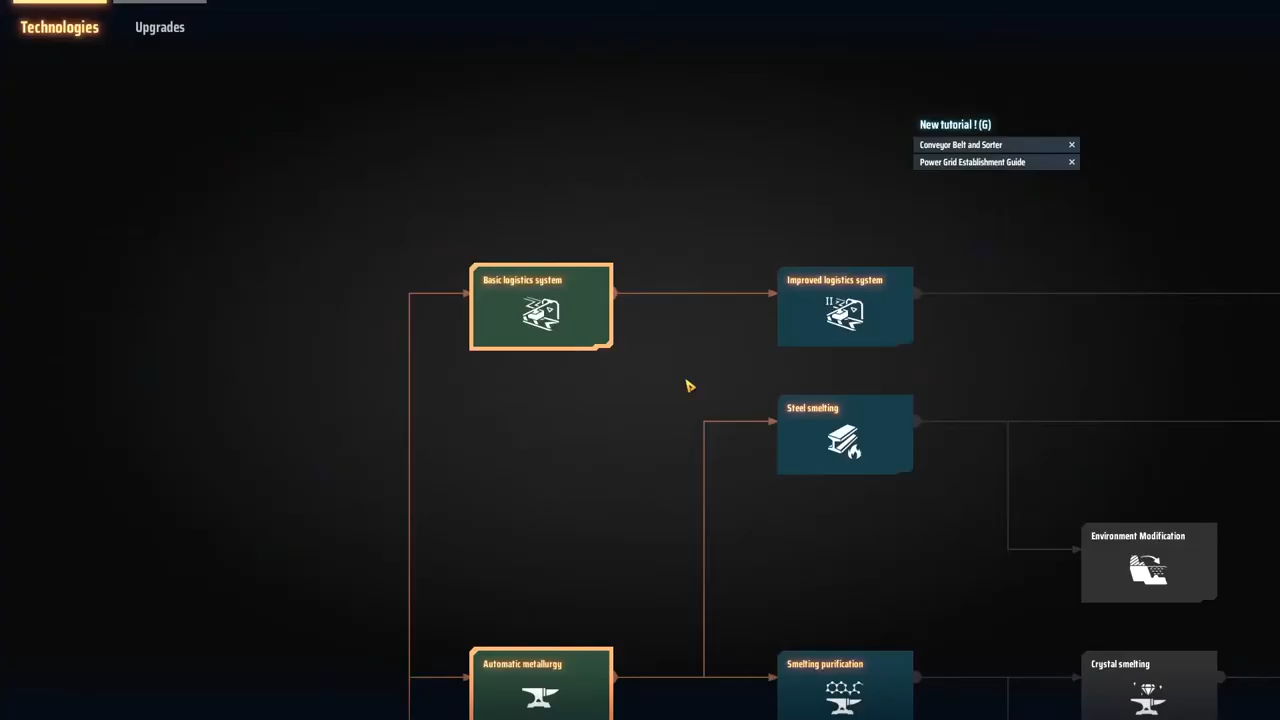 Technologies
Upgrades
New tutorial ! (G)
Conveyor Belt and Sorter
Power Grid Establishment Guide
Basic logistics system
Improved logistics system
II
Steel smelting
Environment Modification
Automatic metallurgy
Smelting purification
Crystal smelting